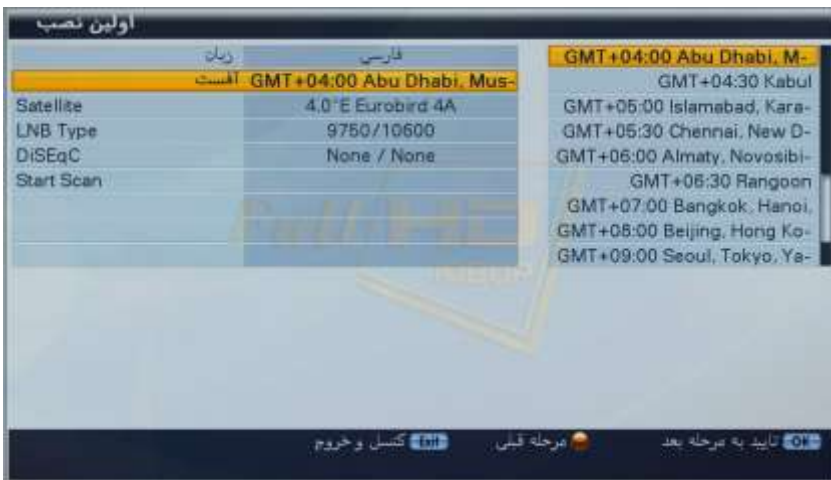 اولین نصب
زبان فارسی
آفست GMT+04:00 Abu Dhabi, Mus-
Satellite 4.0°E Eurobird 4A
LNB Type 9750/10600
DiSEqC None / None
Start Scan
GMT+04:00 Abu Dhabi, M-
GMT+04:30 Kabul
GMT+05:00 Islamabad, Kara-
GMT+05:30 Chennai, New D-
GMT+06:00 Almaty, Novosibi-
GMT+06:30 Rangoon
GMT+07:00 Bangkok, Hanoi,
GMT+08:00 Beijing, Hong Ko-
GMT+09:00 Seoul, Tokyo, Ya-
Full HD
OK تایید به مرحله بعد
مرحله قبلی
Exit کنسل و خروج